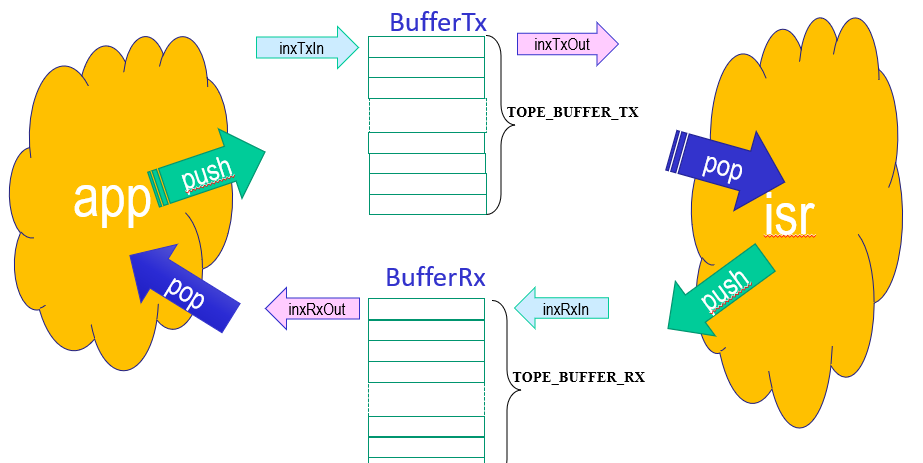 BufferTx
inxTxIn
inxTxOut
TOPE_BUFFER_TX
push
pop
app
isr
pop
push
BufferRx
inxRxOut
inxRxIn
TOPE_BUFFER_RX